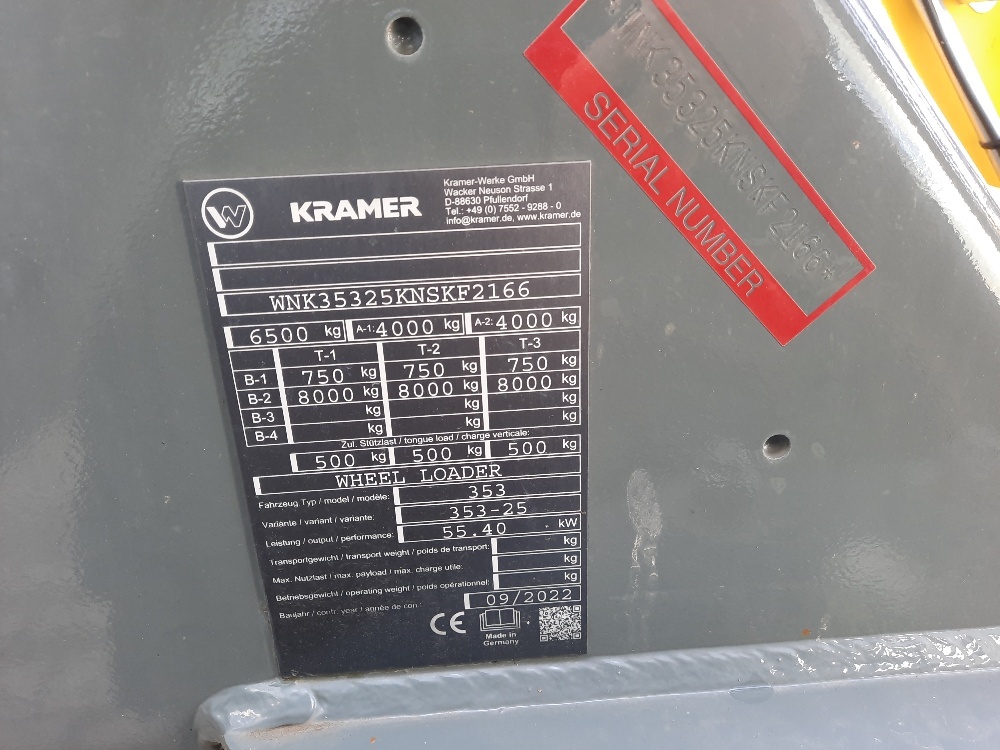 *WNK35325KNSKF2166*
SERIAL NUMBER
W
KRAMER
Kramer-Werke GmbH
Wacker Neuson Strasse 1
D-88630 Pfullendorf
Tel.: +49 (0) 7552 - 9288 - 0
info@kramer.de, www.kramer.de
WNK35325KNSKF2166
6500 kg A-1: 4000 kg A-2: 4000 kg
T-1 T-2 T-3
B-1 750 kg 750 kg 750 kg
B-2 8000 kg 8000 kg 8000 kg
B-3 kg kg kg
B-4 kg kg kg
Zul. Stützlast / tongue load / charge verticale:
500 kg 500 kg 500 kg
WHEEL LOADER
Fahrzeug Typ / model / modèle: 353
Variante / variant / variante: 353-25
Leistung / output / performance: 55.40 kW
Transportgewicht / transport weight / poids de transport: kg
Max. Nutzlast / max. payload / max. charge utile: kg
Betriebsgewicht / operating weight / poids opérationnel: kg
Baujahr / contr. year / année de con.: 09/2022
CE
Made in
Germany